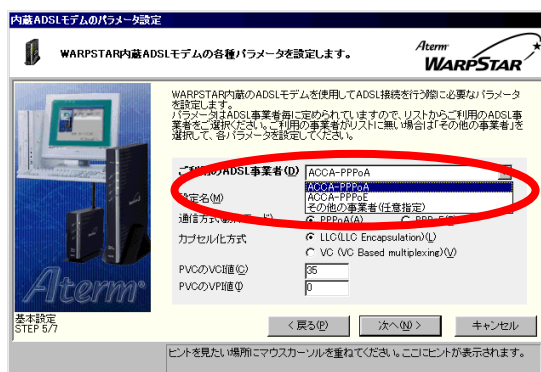 内蔵ADSLモデムのパラメータ設定
WARPSTAR内蔵ADSLモデムの各種パラメータを設定します。
Aterm
WARPSTAR
WARPSTAR内蔵のADSLモデムを使用してADSL接続を行う際に必要なパラメータ
を設定します。
パラメータはADSL事業者毎に定められていますので、リストからご利用のADSL事
業者をご選択ください。ご利用の事業者がリストに無い場合は「その他の事業者」を
選択して、各パラメータを設定してください。
ご利用のADSL事業者(D)
ACCA-PPPoA
ACCA-PPPoA
ACCA-PPPoE
その他の事業者(任意指定)
設定名(M)
通信方式
PPPoA(A)
カプセル化方式
LLC(LLC Encapsulation)(L)
VC (VC Based multiplexing)(V)
PVCのVCI値(C)
35
PVCのVPI値(I)
0
Aterm
基本設定
STEP 5/7
< 戻る(P)
次へ(N) >
キャンセル
ヒントを見たい場所にマウスカーソルを重ねてください。ここにヒントが表示されます。